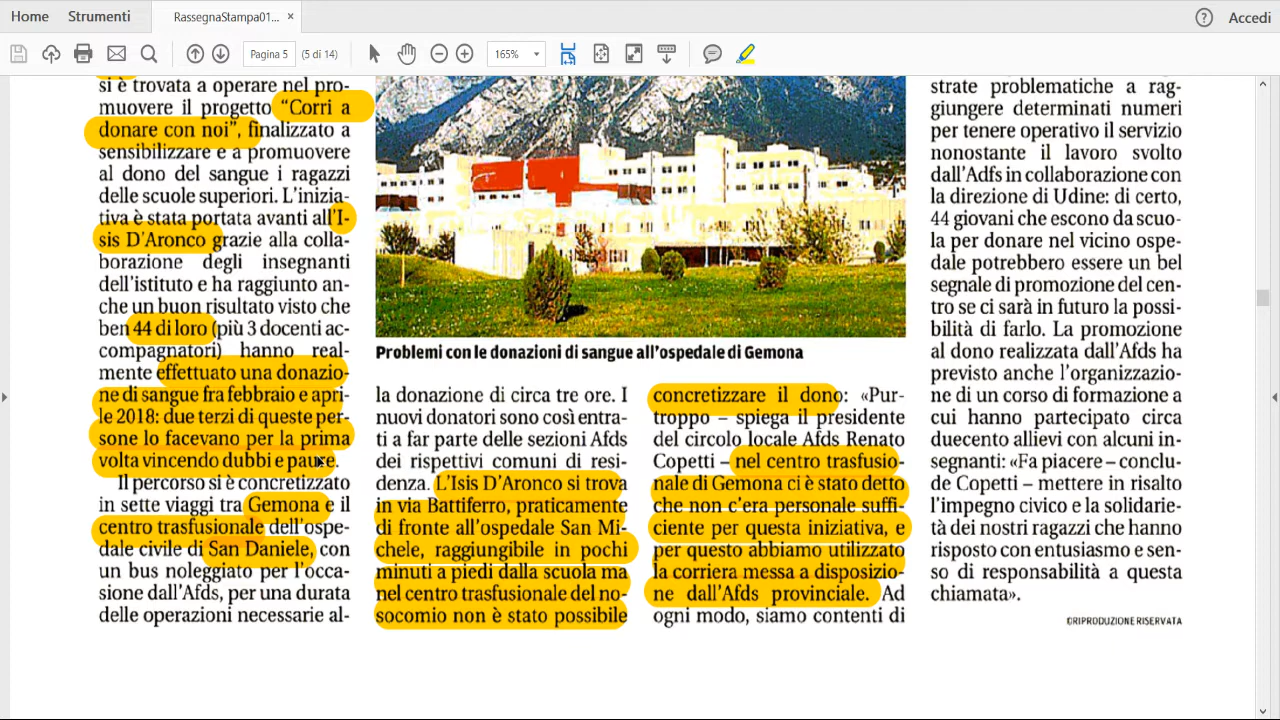 Home Strumenti RassegnaStampa01... × Accedi
Pagina 5 (5 di 14) 165%
si è trovata a operare nel pro-
muovere il progetto “Corri a
donare con noi”, finalizzato a
sensibilizzare e a promuovere
al dono del sangue i ragazzi
delle scuole superiori. L’inizia-
tiva è stata portata avanti all’I-
sis D’Aronco grazie alla colla-
borazione degli insegnanti
dell’istituto e ha raggiunto an-
che un buon risultato visto che
ben 44 di loro (più 3 docenti ac-
compagnatori) hanno real-
mente effettuato una donazio-
ne di sangue fra febbraio e apri-
le 2018: due terzi di queste per-
sone lo facevano per la prima
volta vincendo dubbi e paure.
Il percorso si è concretizzato
in sette viaggi tra Gemona e il
centro trasfusionale dell’ospe-
dale civile di San Daniele, con
un bus noleggiato per l’occa-
sione dall’Afds, per una durata
delle operazioni necessarie al-
Problemi con le donazioni di sangue all’ospedale di Gemona
la donazione di circa tre ore. I
nuovi donatori sono così entra-
ti a far parte delle sezioni Afds
dei rispettivi comuni di resi-
denza. L’Isis D’Aronco si trova
in via Battiferro, praticamente
di fronte all’ospedale San Mi-
chele, raggiungibile in pochi
minuti a piedi dalla scuola ma
nel centro trasfusionale del no-
socomio non è stato possibile
concretizzare il dono: «Pur-
troppo – spiega il presidente
del circolo locale Afds Renato
Copetti – nel centro trasfusio-
nale di Gemona ci è stato detto
che non c’era personale suffi-
ciente per questa iniziativa, e
per questo abbiamo utilizzato
la corriera messa a disposizio-
ne dall’Afds provinciale. Ad
ogni modo, siamo contenti di
strate problematiche a rag-
giungere determinati numeri
per tenere operativo il servizio
nonostante il lavoro svolto
dall’Adfs in collaborazione con
la direzione di Udine: di certo,
44 giovani che escono da scuo-
la per donare nel vicino ospe-
dale potrebbero essere un bel
segnale di promozione del cen-
tro se ci sarà in futuro la possi-
bilità di farlo. La promozione
al dono realizzata dall’Afds ha
previsto anche l’organizzazio-
ne di un corso di formazione a
cui hanno partecipato circa
duecento allievi con alcuni in-
segnanti: «Fa piacere – conclu-
de Copetti – mettere in risalto
l’impegno civico e la solidarie-
tà dei nostri ragazzi che hanno
risposto con entusiasmo e sen-
so di responsabilità a questa
chiamata».
©RIPRODUZIONE RISERVATA